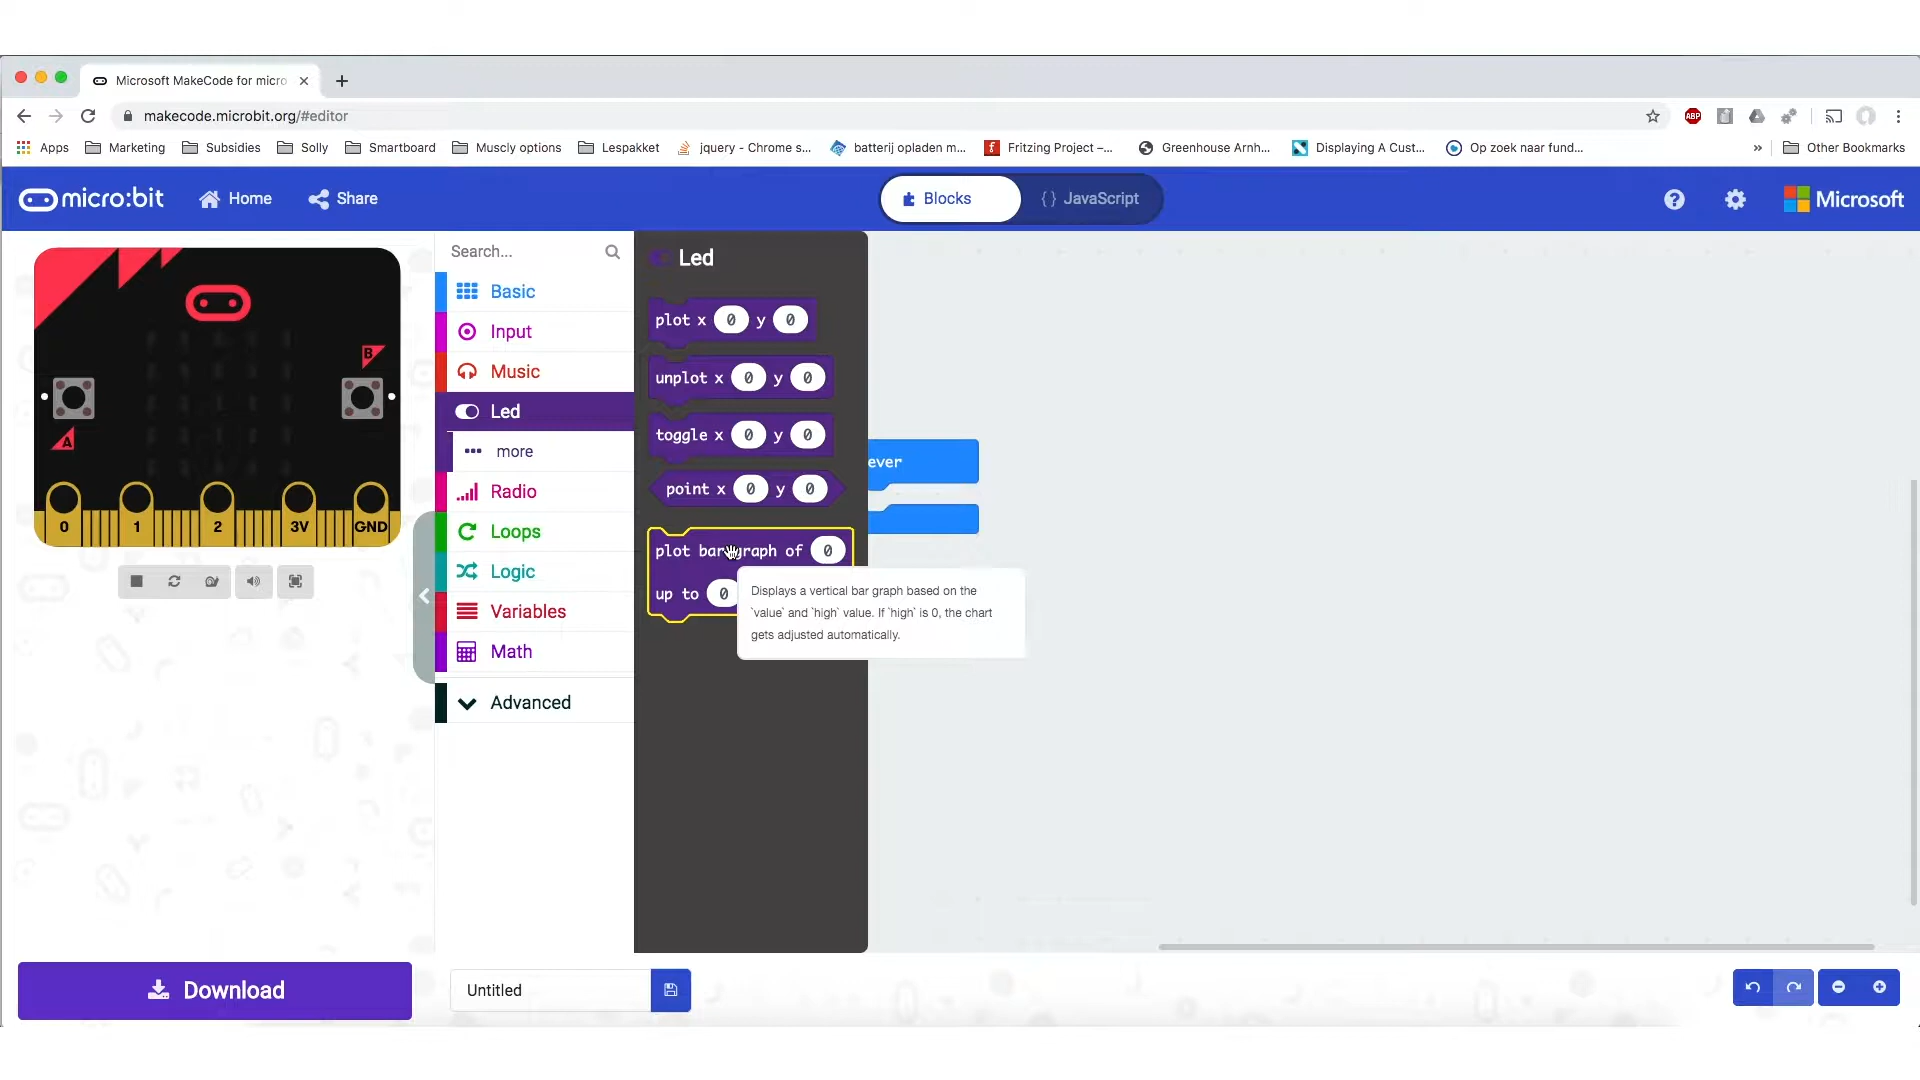 Microsoft MakeCode for micro
makecode.microbit.org/#editor
ABP
Apps Marketing Subsidies Solly Smartboard Muscly options Lespakket jquery - Chrome s... batterij opladen m... Fritzing Project –... Greenhouse Arnh... Displaying A Cust... Op zoek naar fund... » Other Bookmarks
micro:bit Home Share Blocks {} JavaScript Microsoft
Search...
Basic
Input
Music
Led
more
Radio
Loops
Logic
Variables
Math
Advanced
Led
plot x 0 y 0
unplot x 0 y 0
toggle x 0 y 0
point x 0 y 0
plot bar graph of 0
up to 0
Displays a vertical bar graph based on the
`value` and `high` value. If `high` is 0, the chart
gets adjusted automatically.
ever
B
A
0 1 2 3V GND
Download
Untitled